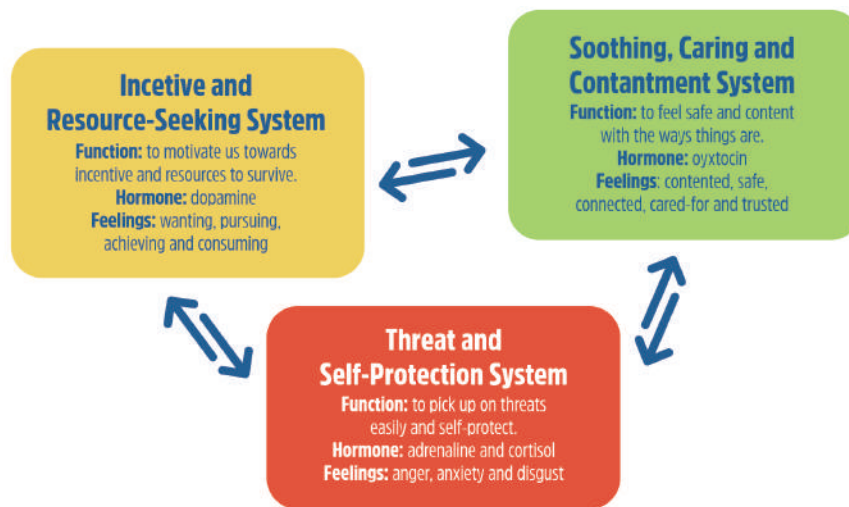 Incetive and
Resource-Seeking System
Function: to motivate us towards
incentive and resources to survive.
Hormone: dopamine
Feelings: wanting, pursuing,
achieving and consuming
Soothing, Caring and
Contantment System
Function: to feel safe and content
with the ways things are.
Hormone: oyxtocin
Feelings: contented, safe,
connected, cared-for and trusted
Threat and
Self-Protection System
Function: to pick up on threats
easily and self-protect.
Hormone: adrenaline and cortisol
Feelings: anger, anxiety and disgust